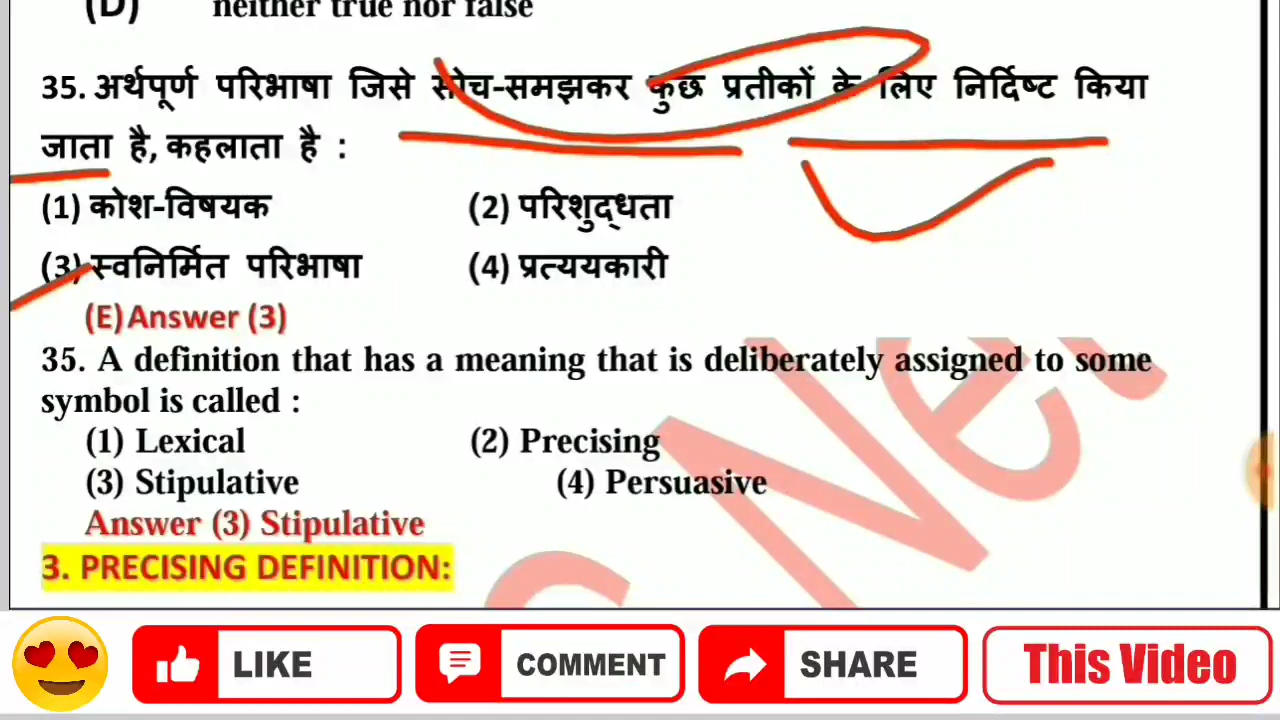 (D) neither true nor false
35. अर्थपूर्ण परिभाषा जिसे सोच-समझकर कुछ प्रतीकों के लिए निर्दिष्ट किया
जाता है, कहलाता है :
(1) कोश-विषयक (2) परिशुद्धता
(3) स्वनिर्मित परिभाषा (4) प्रत्ययकारी
(E) Answer (3)
35. A definition that has a meaning that is deliberately assigned to some
symbol is called :
(1) Lexical (2) Precising
(3) Stipulative (4) Persuasive
Answer (3) Stipulative
3. PRECISING DEFINITION:
LIKE COMMENT SHARE This Video